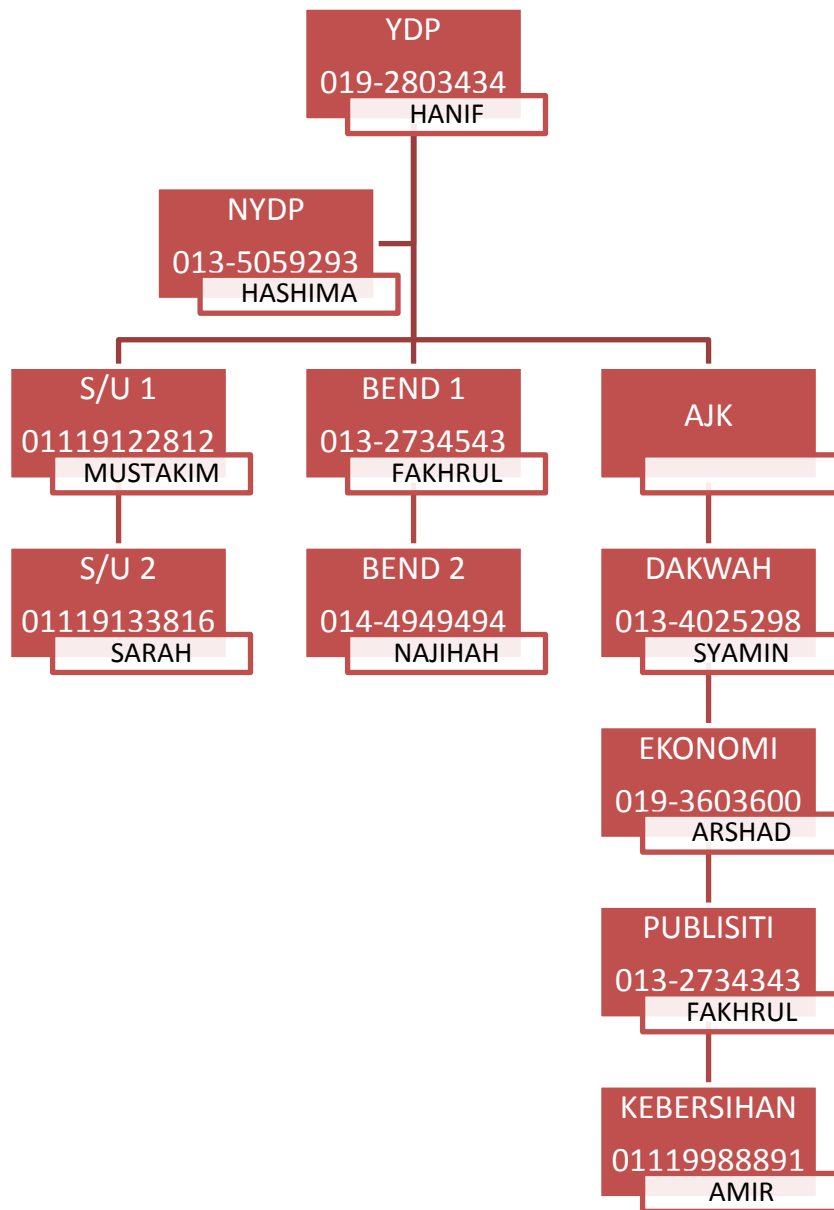 YDP
019-2803434
HANIF
NYDP
013-5059293
HASHIMA
S/U 1
01119122812
MUSTAKIM
BEND 1
013-2734543
FAKHRUL
AJK
S/U 2
01119133816
SARAH
BEND 2
014-4949494
NAJIHAH
DAKWAH
013-4025298
SYAMIN
EKONOMI
019-3603600
ARSHAD
PUBLISITI
013-2734343
FAKHRUL
KEBERSIHAN
01119988891
AMIR